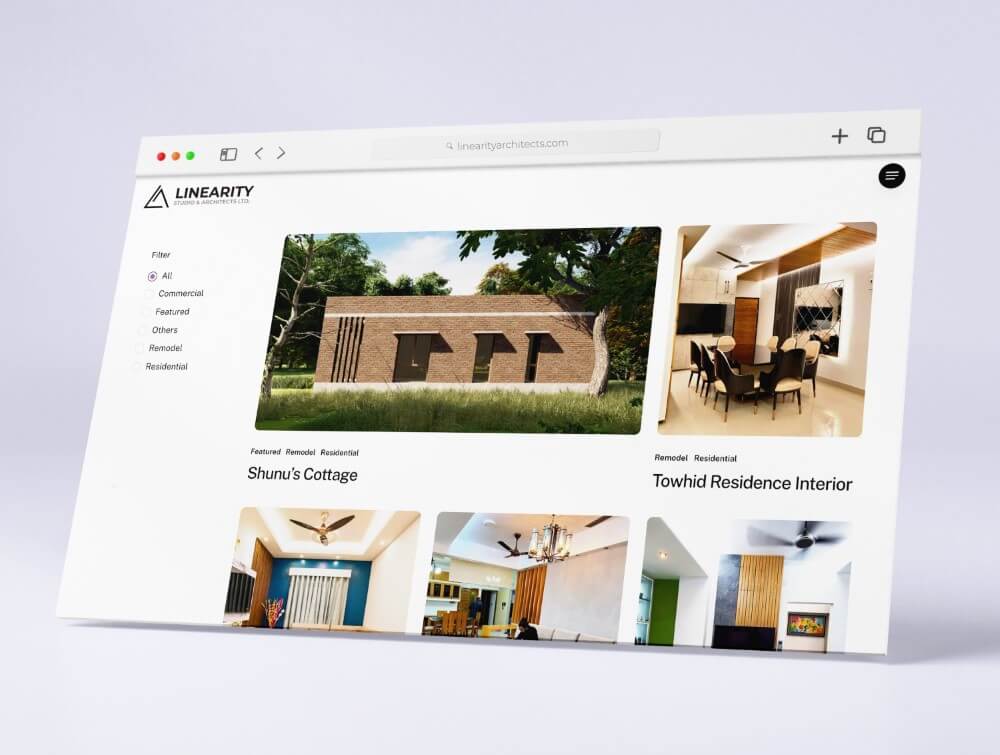 linearityarchitects.com
LINEARITY
STUDIO & ARCHITECTS LTD.
Filter
All
Commercial
Featured
Others
Remodel
Residential
Featured Remodel Residential
Shunu's Cottage
Remodel Residential
Towhid Residence Interior